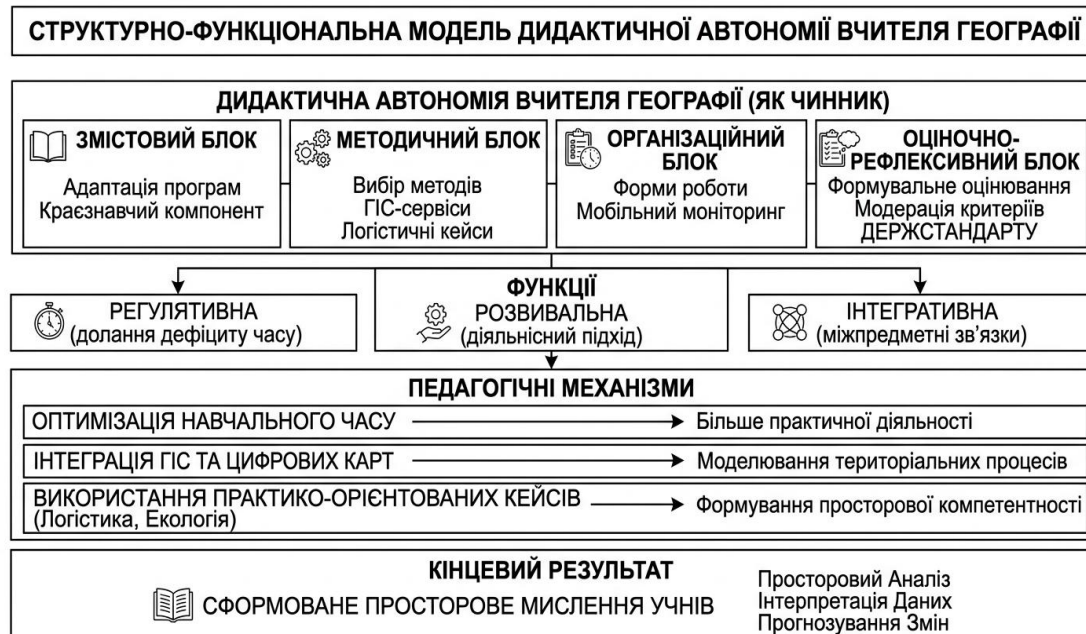 СТРУКТУРНО-ФУНКЦІОНАЛЬНА МОДЕЛЬ ДИДАКТИЧНОЇ АВТОНОМІЇ ВЧИТЕЛЯ ГЕОГРАФІЇ
ДИДАКТИЧНА АВТОНОМІЯ ВЧИТЕЛЯ ГЕОГРАФІЇ (ЯК ЧИННИК)
ЗМІСТОВИЙ БЛОК
Адаптація програм
Краєзнавчий компонент
МЕТОДИЧНИЙ БЛОК
Вибір методів
ГІС-сервіси
Логістичні кейси
ОРГАНІЗАЦІЙНИЙ
БЛОК
Форми роботи
Мобільний моніторинг
ОЦІНОЧНО-
РЕФЛЕКСИВНИЙ БЛОК
Формувальне оцінювання
Модерація критеріїв
ДЕРЖСТАНДАРТУ
ФУНКЦІЇ
РЕГУЛЯТИВНА
(долання дефіциту часу)
РОЗВИВАЛЬНА
(діяльнісний підхід)
ІНТЕГРАТИВНА
(міжпредметні зв’язки)
ПЕДАГОГІЧНІ МЕХАНІЗМИ
ОПТИМІЗАЦІЯ НАВЧАЛЬНОГО ЧАСУ
Більше практичної діяльності
ІНТЕГРАЦІЯ ГІС ТА ЦИФРОВИХ КАРТ
Моделювання територіальних процесів
ВИКОРИСТАННЯ ПРАКТИКО-ОРІЄНТОВАНИХ КЕЙСІВ
(Логістика, Екологія)
Формування просторової компетентності
КІНЦЕВИЙ РЕЗУЛЬТАТ
СФОРМОВАНЕ ПРОСТОРОВЕ МИСЛЕННЯ УЧНІВ
Просторовий Аналіз
Інтерпретація Даних
Прогнозування Змін